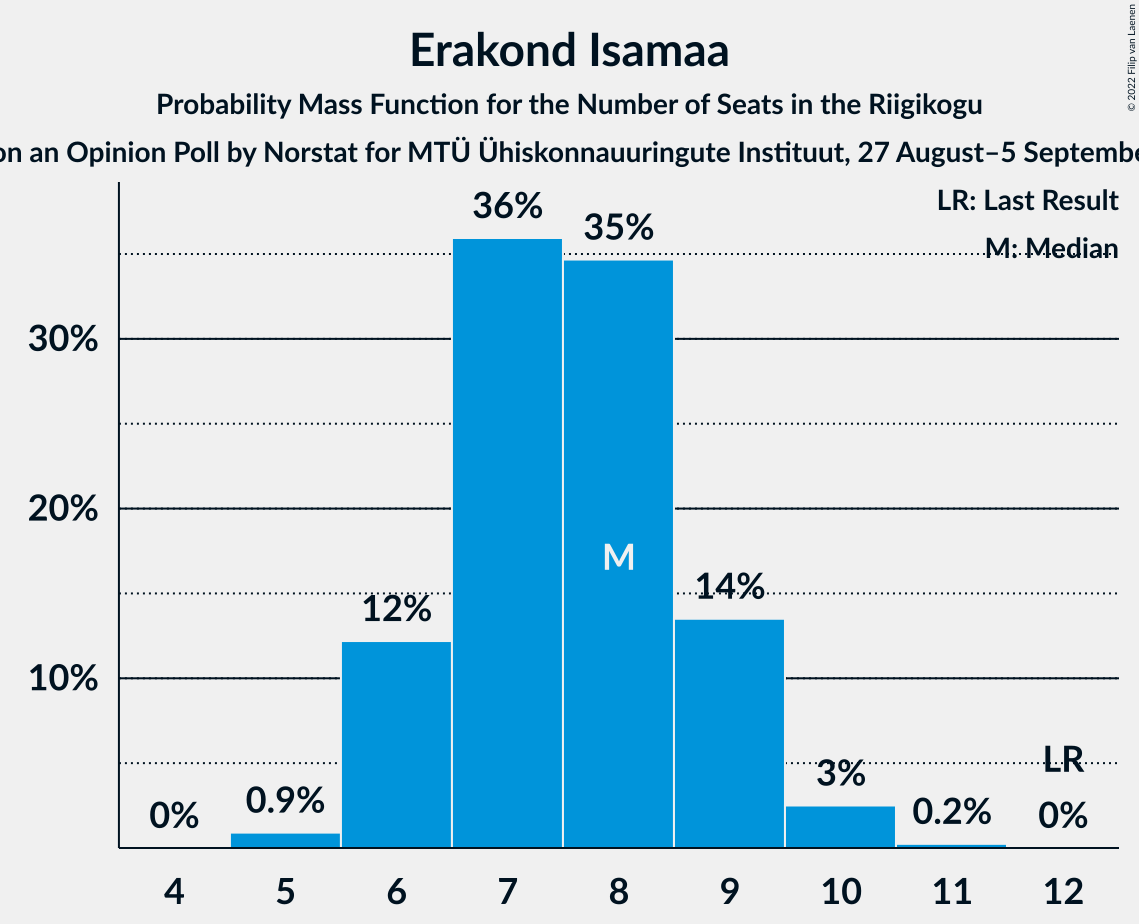 Erakond Isamaa
Probability Mass Function for the Number of Seats in the Riigikogu
on an Opinion Poll by Norstat for MTÜ Ühiskonnauuringute Instituut, 27 August–5 Septembe
© 2022 Filip van Laenen
LR: Last Result
M: Median
36%
35%
30%
20%
M
14%
12%
10%
LR
3%
0.9%
0.2%
0%
0%
4 5 6 7 8 9 10 11 12